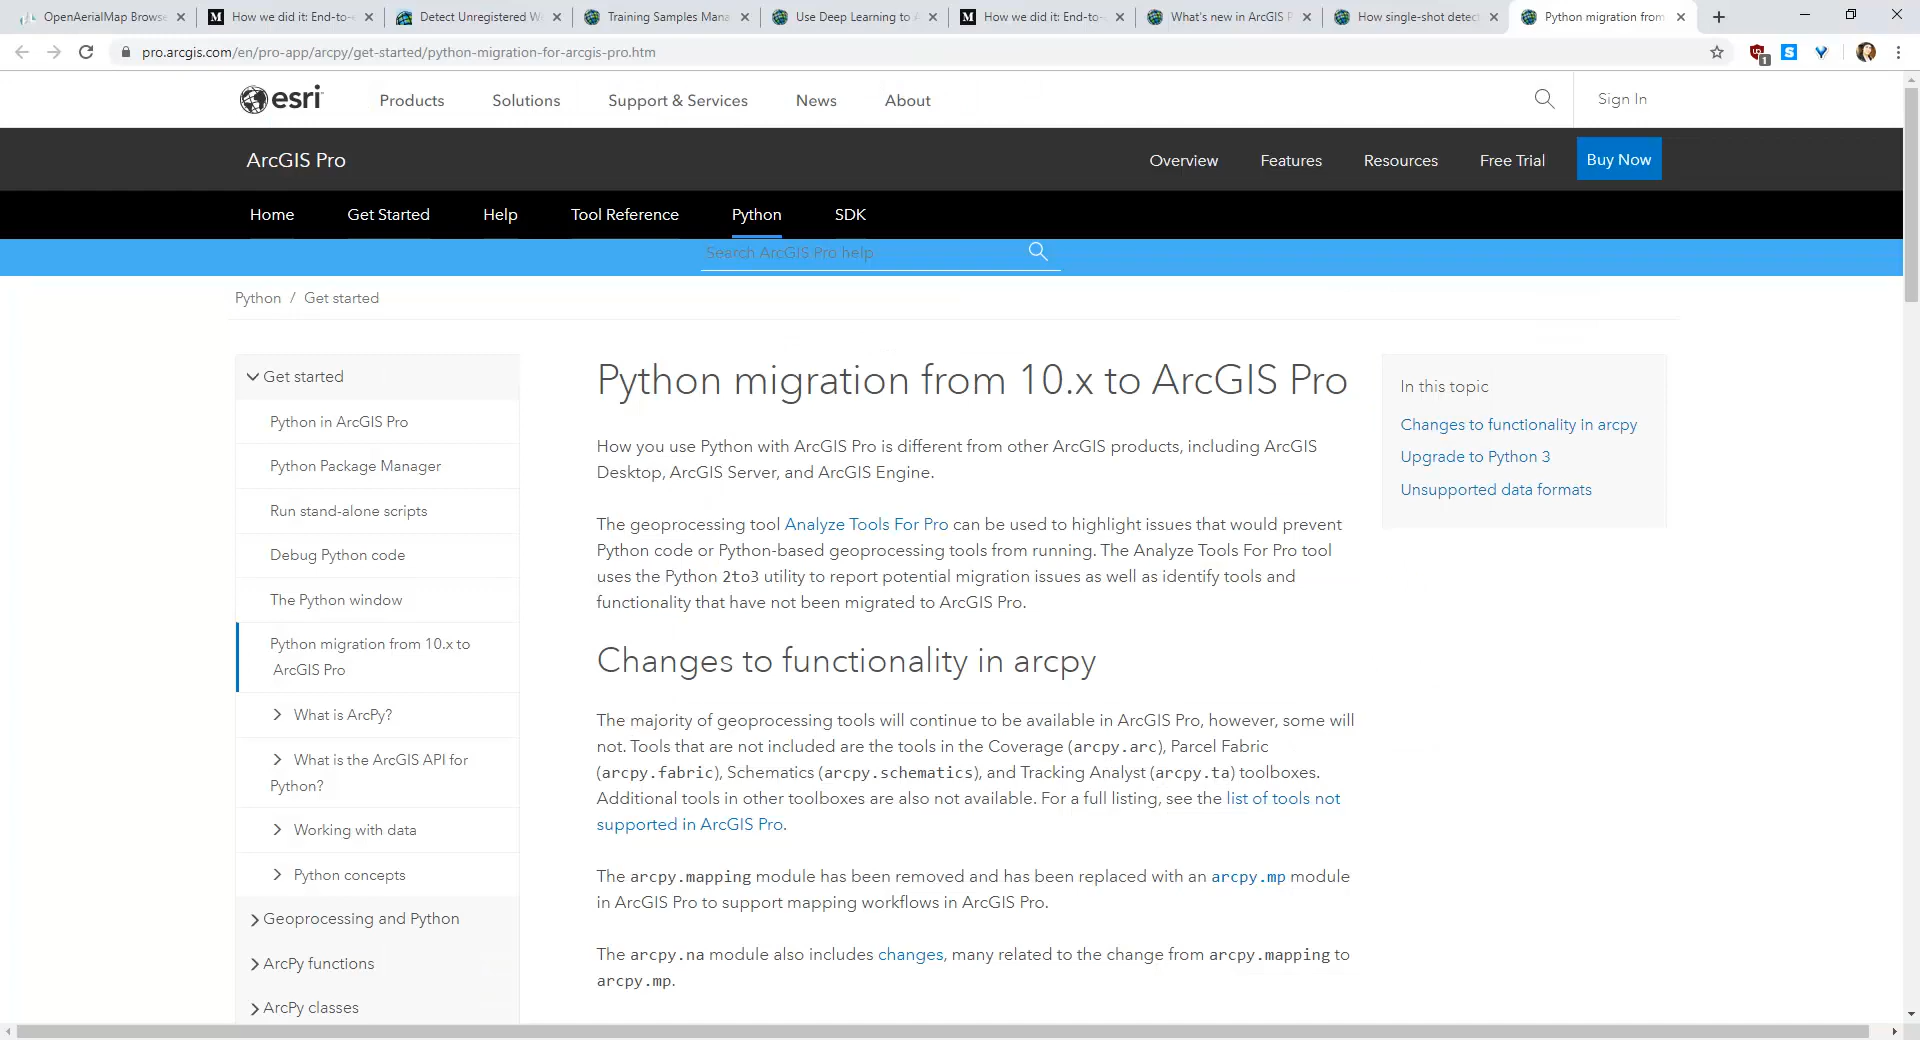 OpenAerialMap Browse
How we did it: End-to-
Detect Unregistered
Training Samples Mana
Use Deep Learning to
How we did it: End-to-
What's new in ArcGIS P
How single-shot detect
Python migration from
pro.arcgis.com/en/pro-app/arcpy/get-started/python-migration-for-arcgis-pro.htm
1
esri
Products
Solutions
Support & Services
News
About
Sign In
ArcGIS Pro
Overview
Features
Resources
Free Trial
Buy Now
Home
Get Started
Help
Tool Reference
Python
SDK
Search ArcGIS Pro help
Python / Get started
Get started
Python in ArcGIS Pro
Python Package Manager
Run stand-alone scripts
Debug Python code
The Python window
Python migration from 10.x to
ArcGIS Pro
What is ArcPy?
What is the ArcGIS API for
Python?
Working with data
Python concepts
Geoprocessing and Python
ArcPy functions
ArcPy classes
Python migration from 10.x to ArcGIS Pro
How you use Python with ArcGIS Pro is different from other ArcGIS products, including ArcGIS
Desktop, ArcGIS Server, and ArcGIS Engine.
The geoprocessing tool Analyze Tools For Pro can be used to highlight issues that would prevent
Python code or Python-based geoprocessing tools from running. The Analyze Tools For Pro tool
uses the Python 2to3 utility to report potential migration issues as well as identify tools and
functionality that have not been migrated to ArcGIS Pro.
Changes to functionality in arcpy
The majority of geoprocessing tools will continue to be available in ArcGIS Pro, however, some will
not. Tools that are not included are the tools in the Coverage (arcpy.arc), Parcel Fabric
(arcpy.fabric), Schematics (arcpy.schematics), and Tracking Analyst (arcpy.ta) toolboxes.
Additional tools in other toolboxes are also not available. For a full listing, see the list of tools not
supported in ArcGIS Pro.
The arcpy.mapping module has been removed and has been replaced with an arcpy.mp module
in ArcGIS Pro to support mapping workflows in ArcGIS Pro.
The arcpy.na module also includes changes, many related to the change from arcpy.mapping to
arcpy.mp.
In this topic
Changes to functionality in arcpy
Upgrade to Python 3
Unsupported data formats